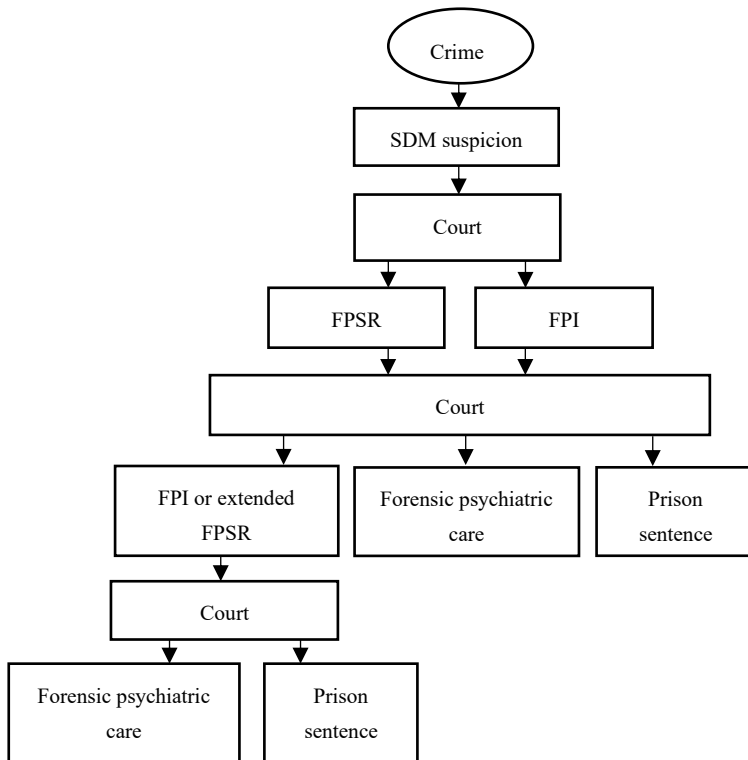 Crime
SDM suspicion
Court
FPSR
FPI
Court
FPI or extended
FPSR
Forensic psychiatric
care
Prison
sentence
Court
Forensic psychiatric
care
Prison
sentence